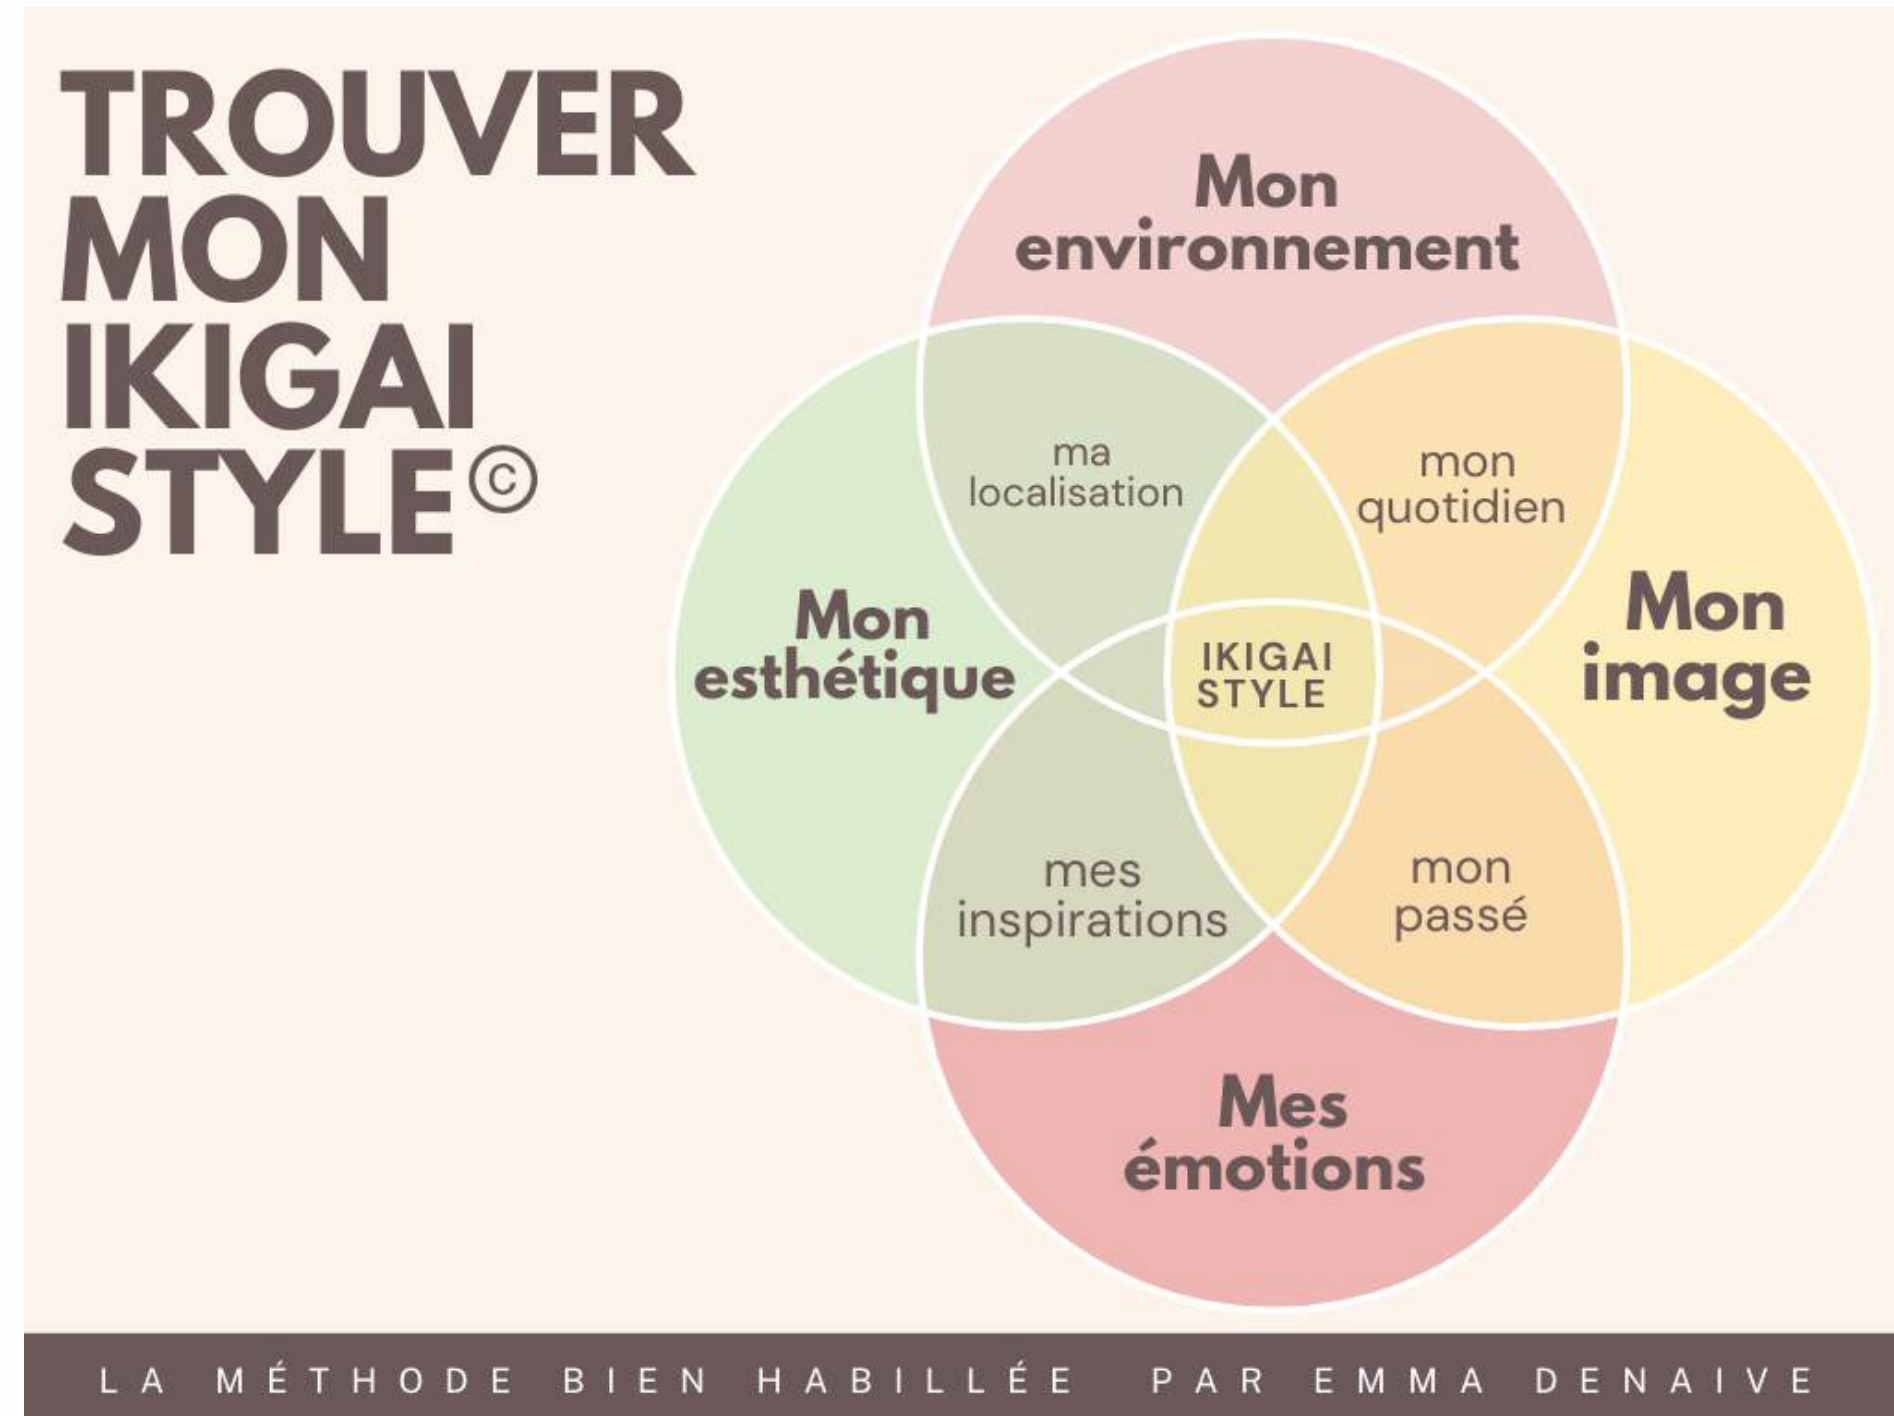 TROUVER
MON
IKIGAI
STYLE©
Mon
environnement
ma
localisation
mon
quotidien
Mon
esthétique
IKIGAI
STYLE
Mon
image
mes
inspirations
mon
passé
Mes
émotions
LA MÉTHODE BIEN HABILLÉE PAR EMMA DENAIVE